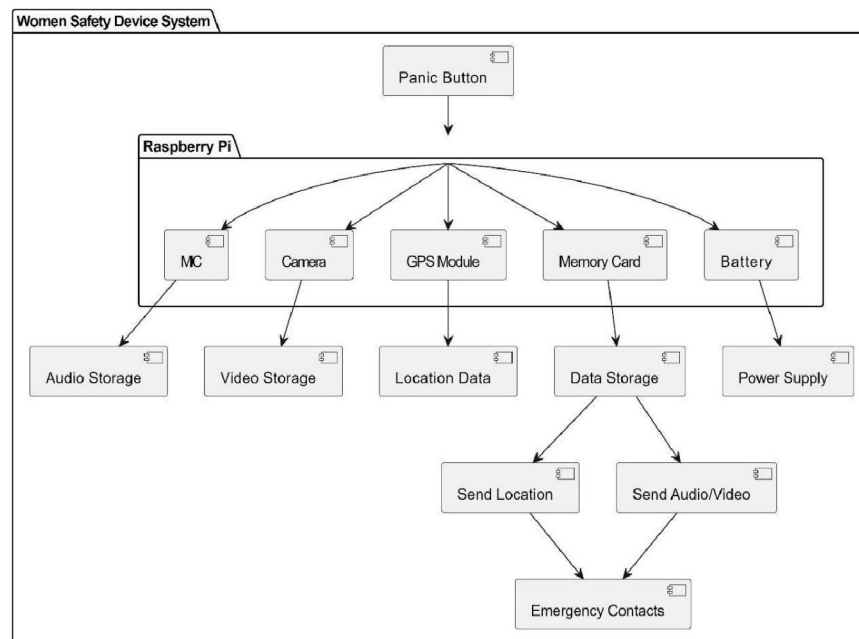 Women Safety Device System
Panic Button
Raspberry Pi
MIC
Camera
GPS Module
Memory Card
Battery
Audio Storage
Video Storage
Location Data
Data Storage
Power Supply
Send Location
Send Audio/Video
Emergency Contacts